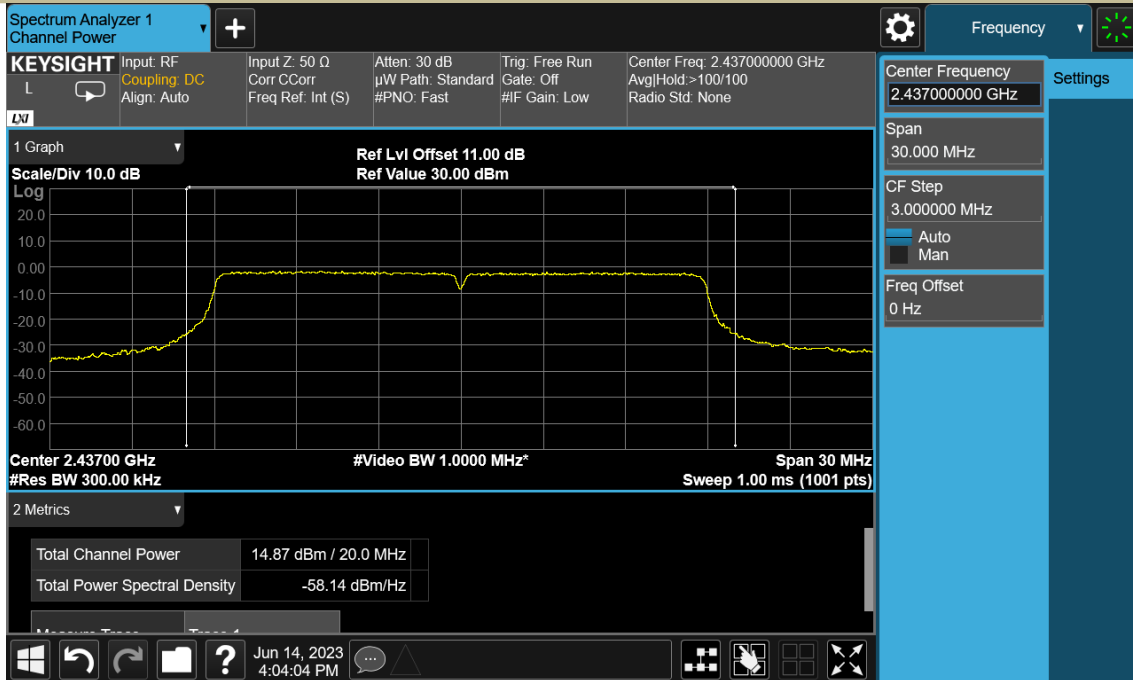 Spectrum Analyzer 1
Channel Power
+
Frequency
KEYSIGHT
L
LXI
Input: RF
Coupling: DC
Align: Auto
Input Z: 50 Ω
Corr CCorr
Freq Ref: Int (S)
Atten: 30 dB
µW Path: Standard
#PNO: Fast
Trig: Free Run
Gate: Off
#IF Gain: Low
Center Freq: 2.437000000 GHz
Avg|Hold:>100/100
Radio Std: None
Center Frequency
2.437000000 GHz
Settings
Span
30.000 MHz
CF Step
3.000000 MHz
Auto
Man
Freq Offset
0 Hz
1 Graph
Scale/Div 10.0 dB
Ref Lvl Offset 11.00 dB
Ref Value 30.00 dBm
Log
20.0
10.0
0.00
-10.0
-20.0
-30.0
-40.0
-50.0
-60.0
Center 2.43700 GHz
#Video BW 1.0000 MHz*
Span 30 MHz
#Res BW 300.00 kHz
Sweep 1.00 ms (1001 pts)
2 Metrics
Total Channel Power 14.87 dBm / 20.0 MHz
Total Power Spectral Density -58.14 dBm/Hz
?
Jun 14, 2023
4:04:04 PM